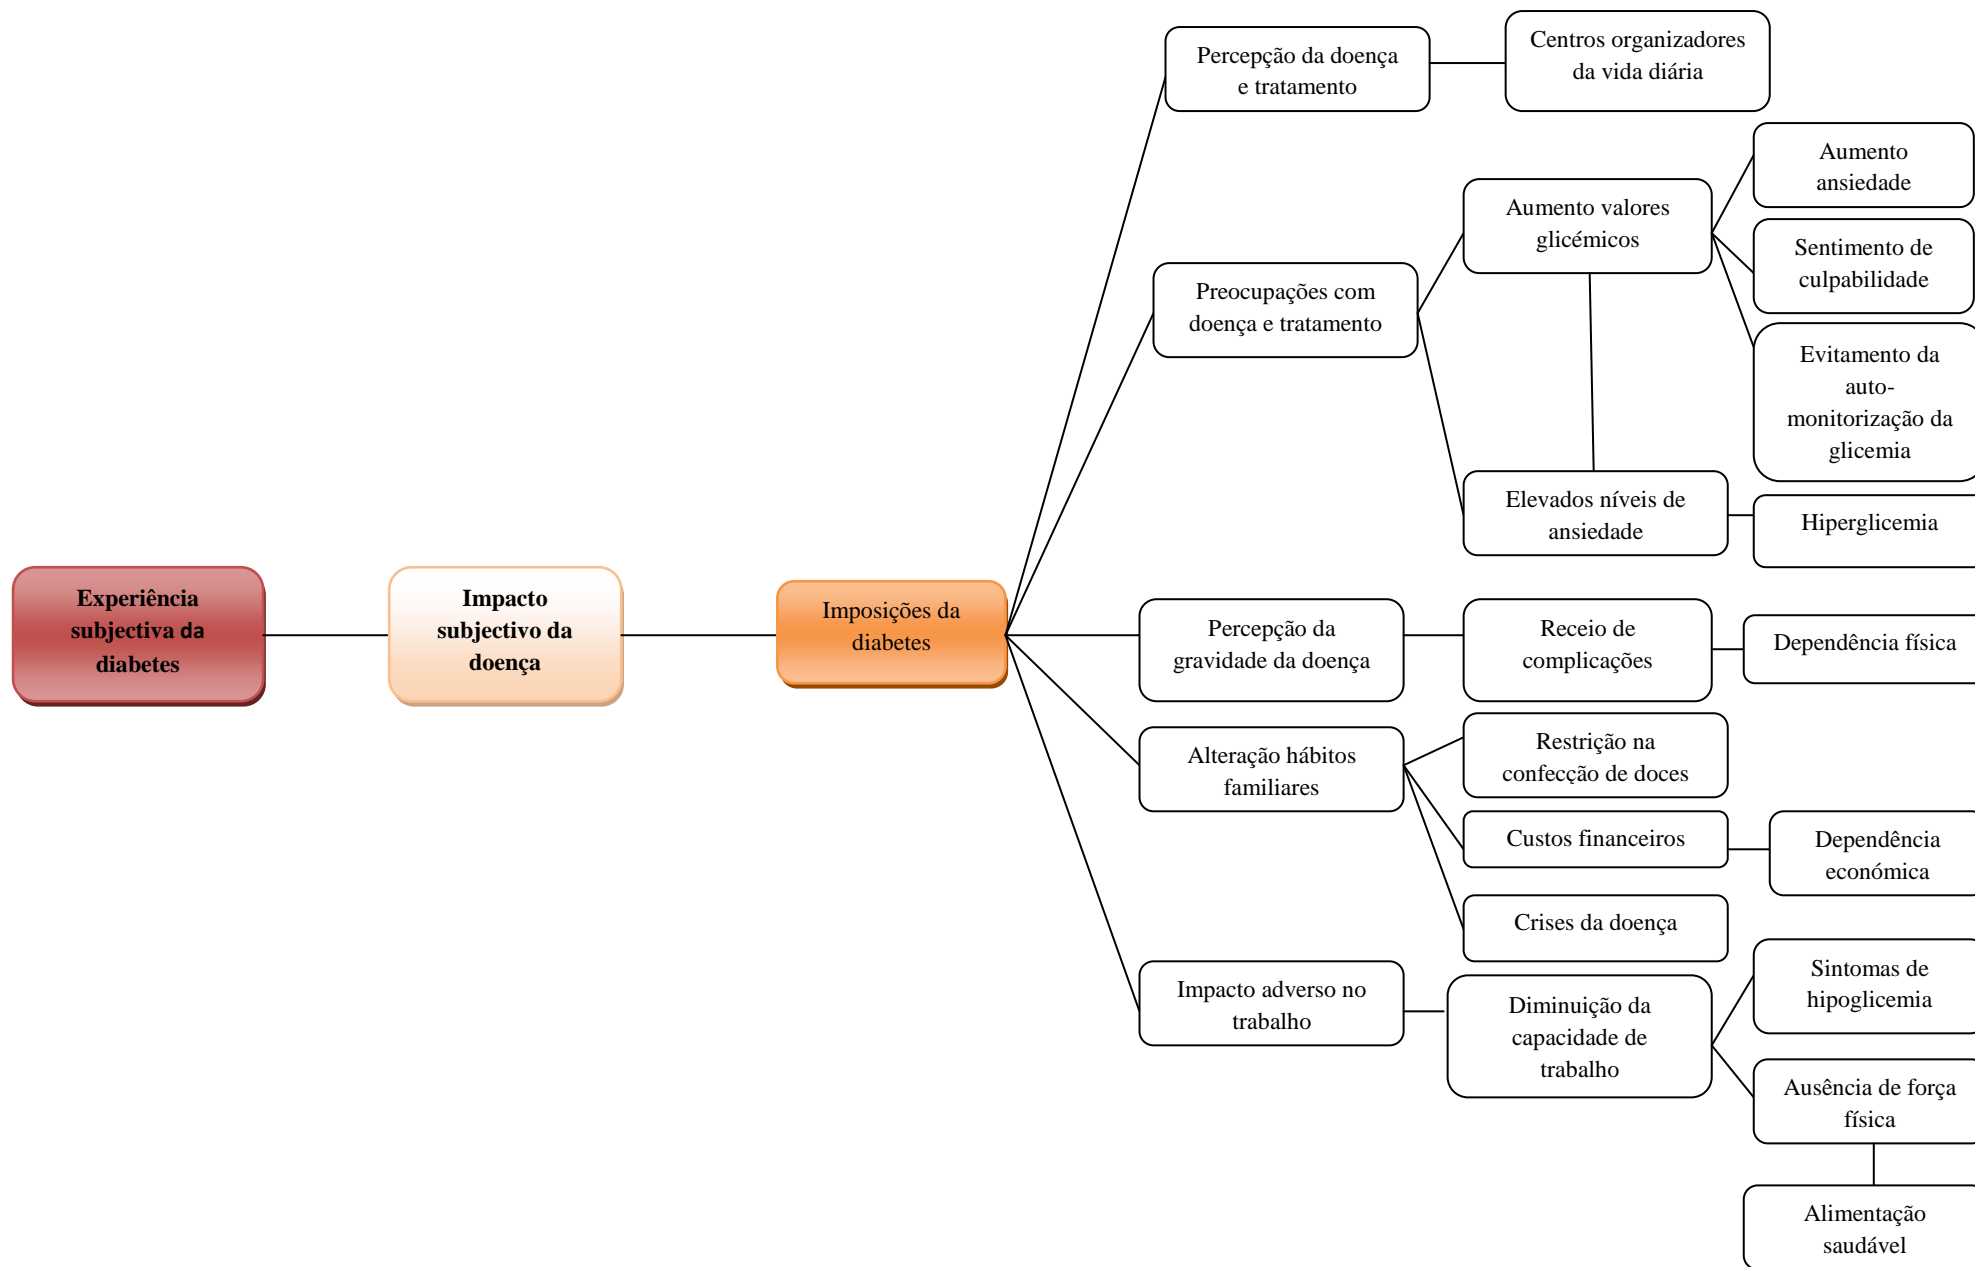 Percepção da doença
e tratamento
Centros organizadores
da vida diária
Aumento
ansiedade
Aumento valores
glicémicos
Sentimento de
culpabilidade
Preocupações com
doença e tratamento
Evitamento da
auto-
monitorização da
glicemia
Elevados níveis de
ansiedade
Hiperglicemia
Experiência
subjectiva da
diabetes
Impacto
subjectivo da
doença
Imposições da
diabetes
Percepção da
gravidade da doença
Receio de
complicações
Dependência física
Alteração hábitos
familiares
Restrição na
confecção de doces
Custos financeiros
Dependência
económica
Crises da doença
Impacto adverso no
trabalho
Diminuição da
capacidade de
trabalho
Sintomas de
hipoglicemia
Ausência de força
física
Alimentação
saudável